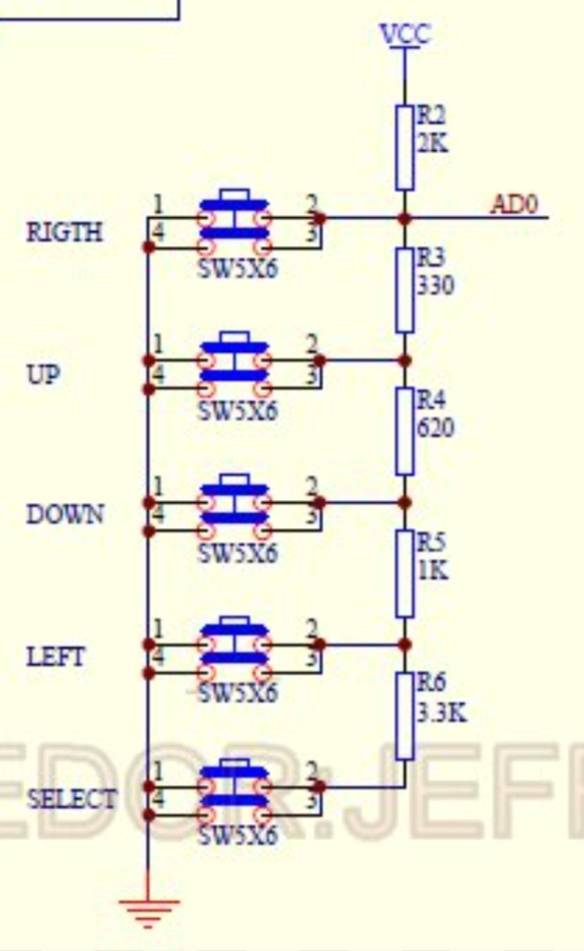 VCC
R2
2K
1 2 AD0
RIGTH 4 3
SW5X6
R3
330
1 2
UP 4 3
SW5X6
R4
620
1 2
DOWN 4 3
SW5X6
R5
1K
1 2
LEFT 4 3
SW5X6
R6
3.3K
1 2
SELECT 4 3
SW5X6
EDOR:JEFF